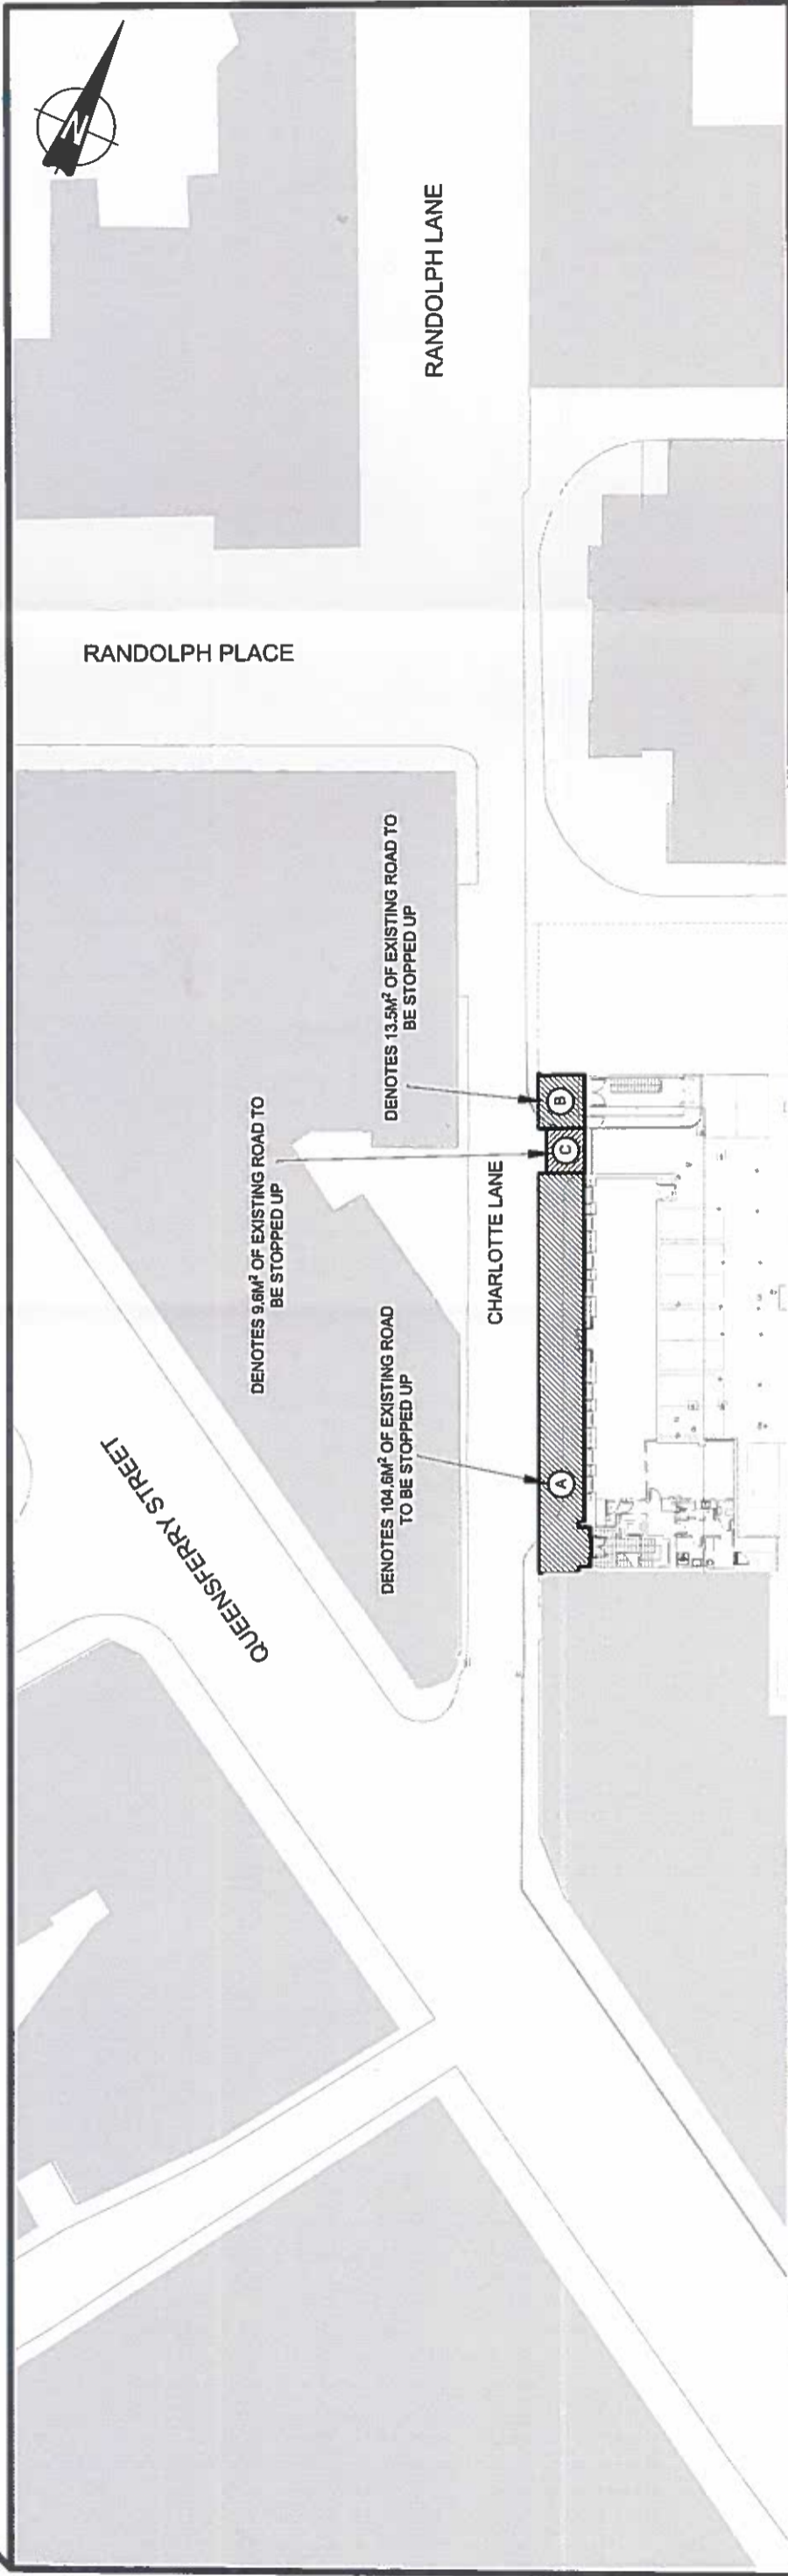 N
RANDOLPH LANE
RANDOLPH PLACE
DENOTES 13.5M² OF EXISTING ROAD TO
BE STOPPED UP
DENOTES 9.6M² OF EXISTING ROAD TO
BE STOPPED UP
B
C
CHARLOTTE LANE
DENOTES 104.6M² OF EXISTING ROAD
TO BE STOPPED UP
A
QUEENSFERRY STREET